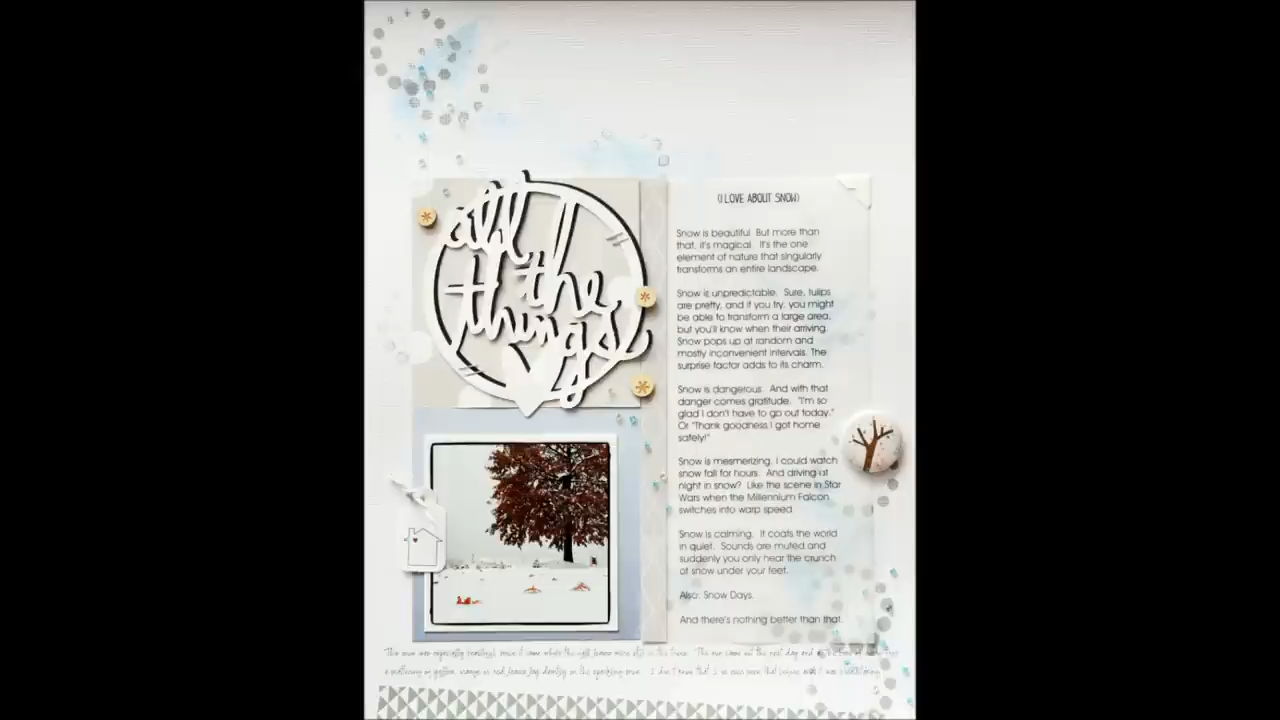 all
the
things
(I LOVE ABOUT SNOW)
Snow is beautiful. But more than
that, it's magical. It's the one
element of nature that singularly
transforms an entire landscape.
Snow is unpredictable. Sure, tulips
are pretty, and if you try, you might
be able to transform a large area,
but you'll know when their arriving.
Snow pops up at random and
mostly inconvenient intervals. The
surprise factor adds to its charm.
Snow is dangerous. And with that
danger comes gratitude. "I'm so
glad I don't have to go out today."
Or "Thank goodness I got home
safely!"
Snow is mesmerizing. I could watch
snow fall for hours. And driving at
night in snow? Like the scene in Star
Wars when the Millennium Falcon
switches into warp speed.
Snow is calming. It coats the world
in quiet. Sounds are muted and
suddenly you only hear the crunch
of snow under your feet.
Also: Snow Days.
And there's nothing better than that.